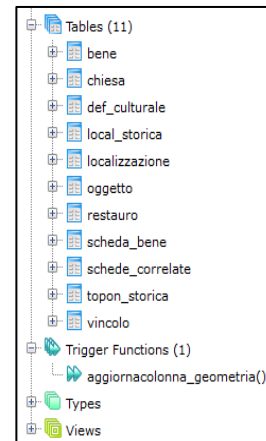 Tables (11)
bene
chiesa
def_culturale
local_storica
localizzazione
oggetto
restauro
scheda_bene
schede_correlate
topon_storica
vincolo
Trigger Functions (1)
aggiornacolonna_geometria()
Types
Views